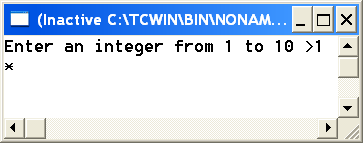 (Inactive C:\TCWIN\BIN\NONAM...
Enter an integer from 1 to 10 >1
*